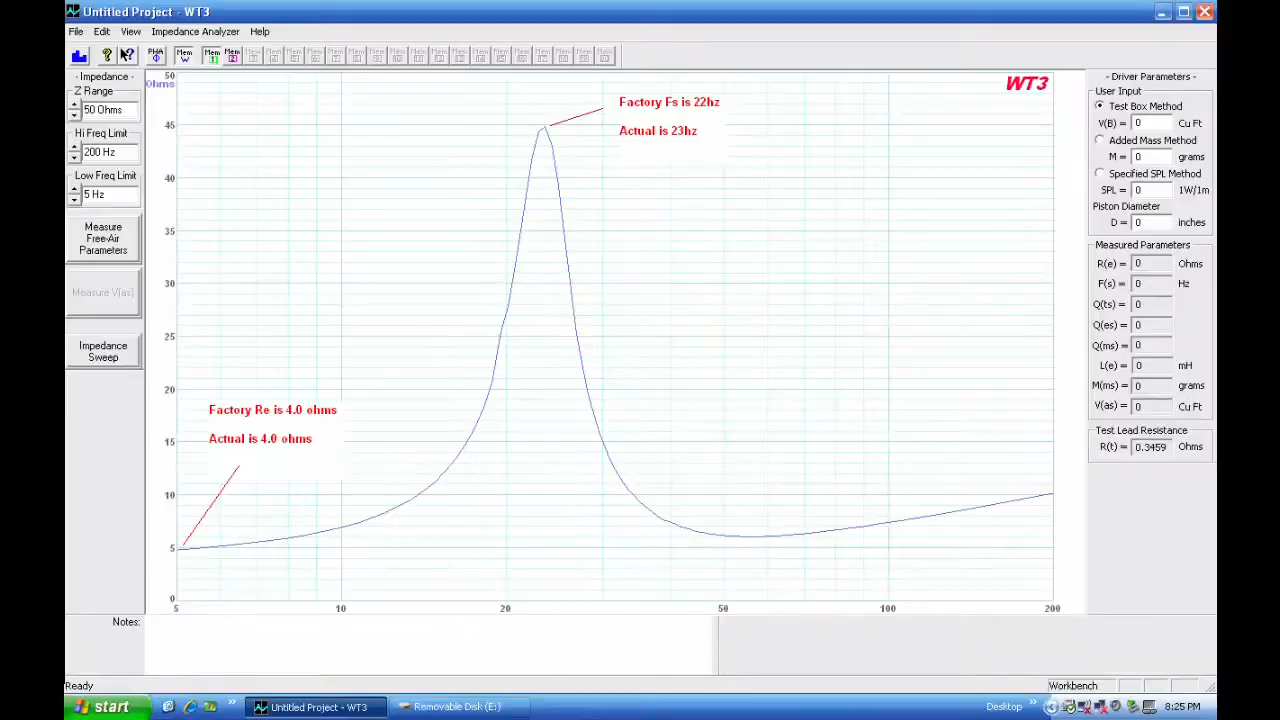 Untitled Project - WT3
File Edit View Impedance Analyzer Help
PHA Mem W Mem 1 Mem 2
- Impedance -
Z Range
50 Ohms
Hi Freq Limit
200 Hz
Low Freq Limit
5 Hz
Measure
Free-Air
Parameters
Measure V[as]
Impedance
Sweep
50
Ohms
45
40
35
30
25
20
15
10
5
0
5 10 20 50 100 200
WT3
Factory Fs is 22hz
Actual is 23hz
Factory Re is 4.0 ohms
Actual is 4.0 ohms
- Driver Parameters -
User Input
Test Box Method
V(B) = 0 Cu Ft
Added Mass Method
M = 0 grams
Specified SPL Method
SPL = 0 1W/1m
Piston Diameter
D = 0 inches
Measured Parameters
R(e) = 0 Ohms
F(s) = 0 Hz
Q(ts) = 0
Q(es) = 0
Q(ms) = 0
L(e) = 0 mH
M(ms) = 0 grams
V(as) = 0 Cu Ft
Test Lead Resistance
R(t) = 0.3459 Ohms
Notes:
Ready
Workbench
start
Untitled Project - WT3
Removable Disk (E:)
Desktop
8:25 PM